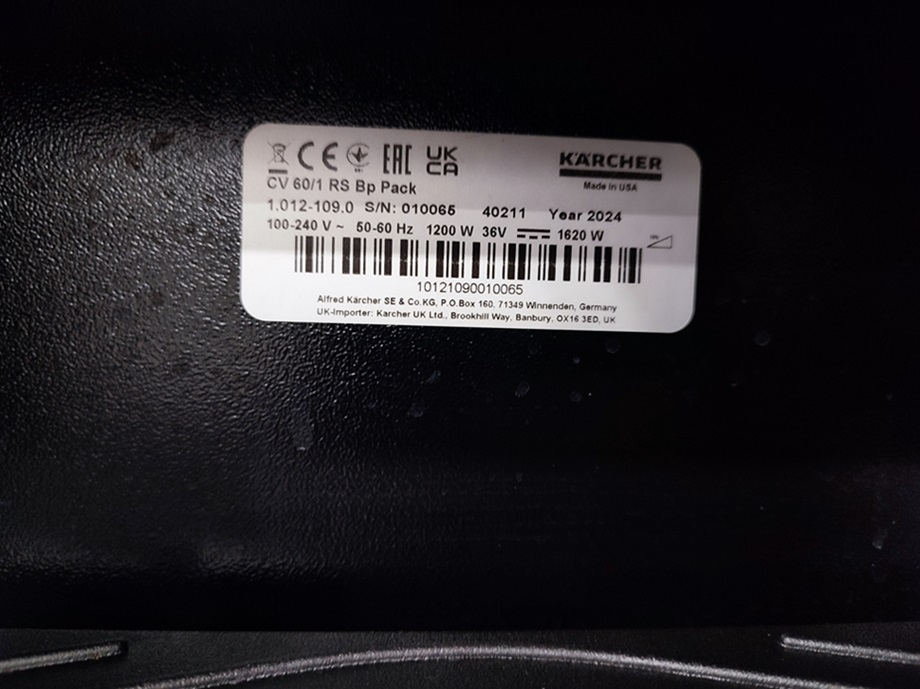 CE EAC UK CA
KÄRCHER
Made in USA
CV 60/1 RS Bp Pack
1.012-109.0 S/N: 010065 40211 Year 2024
100-240 V ~ 50-60 Hz 1200 W 36V 1620 W
10121090010065
Alfred Kärcher SE & Co.KG, P.O.Box 160, 71349 Winnenden, Germany
UK-Importer: Karcher UK Ltd., Brookhill Way, Banbury, OX16 3ED, UK